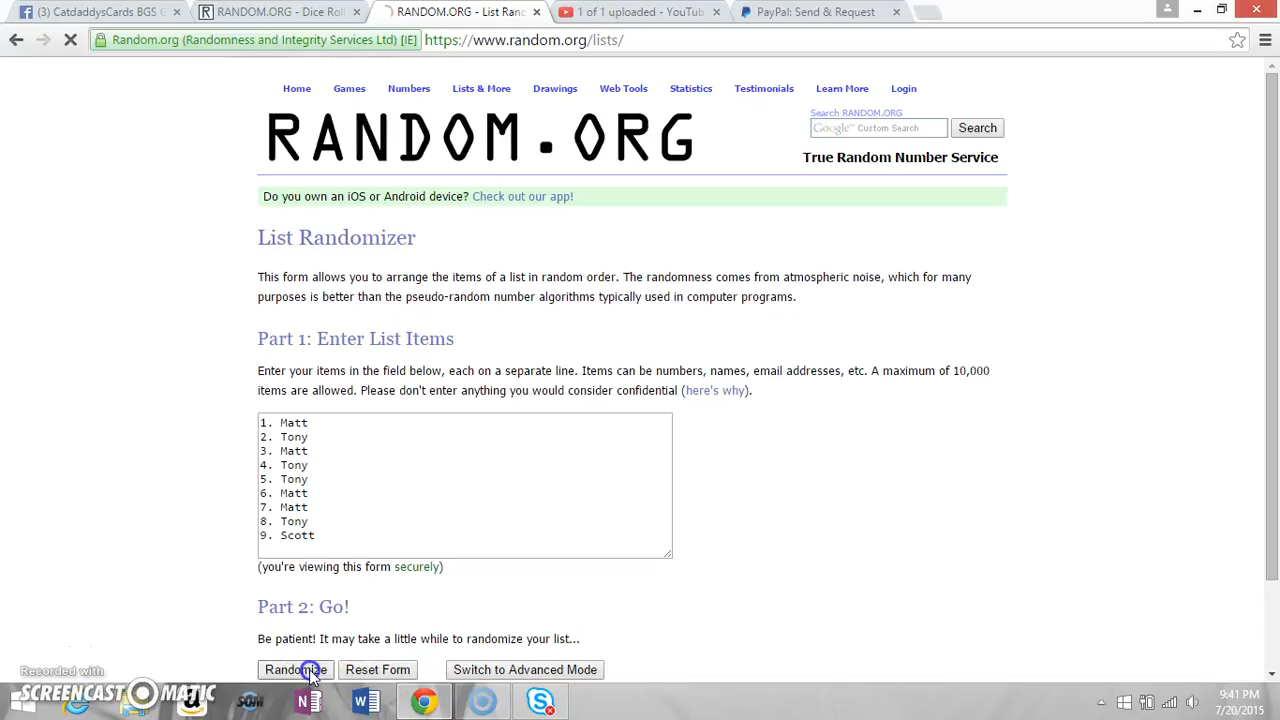 (3) CatdaddysCards BGS G
RANDOM.ORG - Dice Roll
RANDOM.ORG - List Ran
1 of 1 uploaded - YouTub
PayPal: Send & Request
Random.org (Randomness and Integrity Services Ltd) [IE]
https://www.random.org/lists/
Home Games Numbers Lists & More Drawings Web Tools Statistics Testimonials Learn More Login
RANDOM.ORG
Search RANDOM.ORG
Google™ Custom Search
Search
True Random Number Service
Do you own an iOS or Android device? Check out our app!
List Randomizer
This form allows you to arrange the items of a list in random order. The randomness comes from atmospheric noise, which for many
purposes is better than the pseudo-random number algorithms typically used in computer programs.
Part 1: Enter List Items
Enter your items in the field below, each on a separate line. Items can be numbers, names, email addresses, etc. A maximum of 10,000
items are allowed. Please don't enter anything you would consider confidential (here's why).
1. Matt
2. Tony
3. Matt
4. Tony
5. Tony
6. Matt
7. Matt
8. Tony
9. Scott
(you're viewing this form securely)
Part 2: Go!
Be patient! It may take a little while to randomize your list...
Randomize Reset Form Switch to Advanced Mode
Recorded with
SCREENCAST-O-MATIC
9:41 PM
7/20/2015